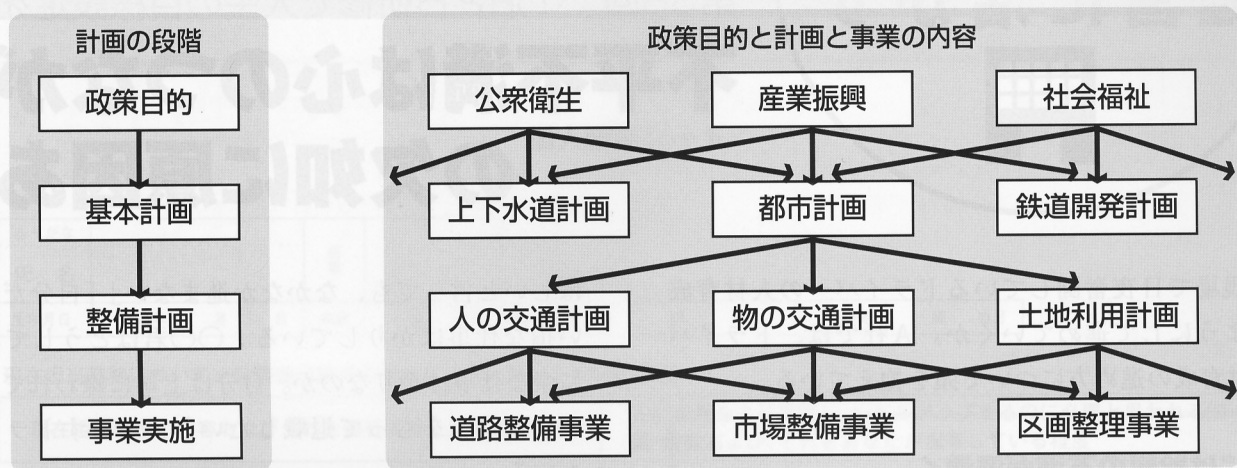 計画の段階
政策目的
基本計画
整備計画
事業実施
政策目的と計画と事業の内容
公衆衛生 産業振興 社会福祉
上下水道計画 都市計画 鉄道開発計画
人の交通計画 物の交通計画 土地利用計画
道路整備事業 市場整備事業 区画整理事業